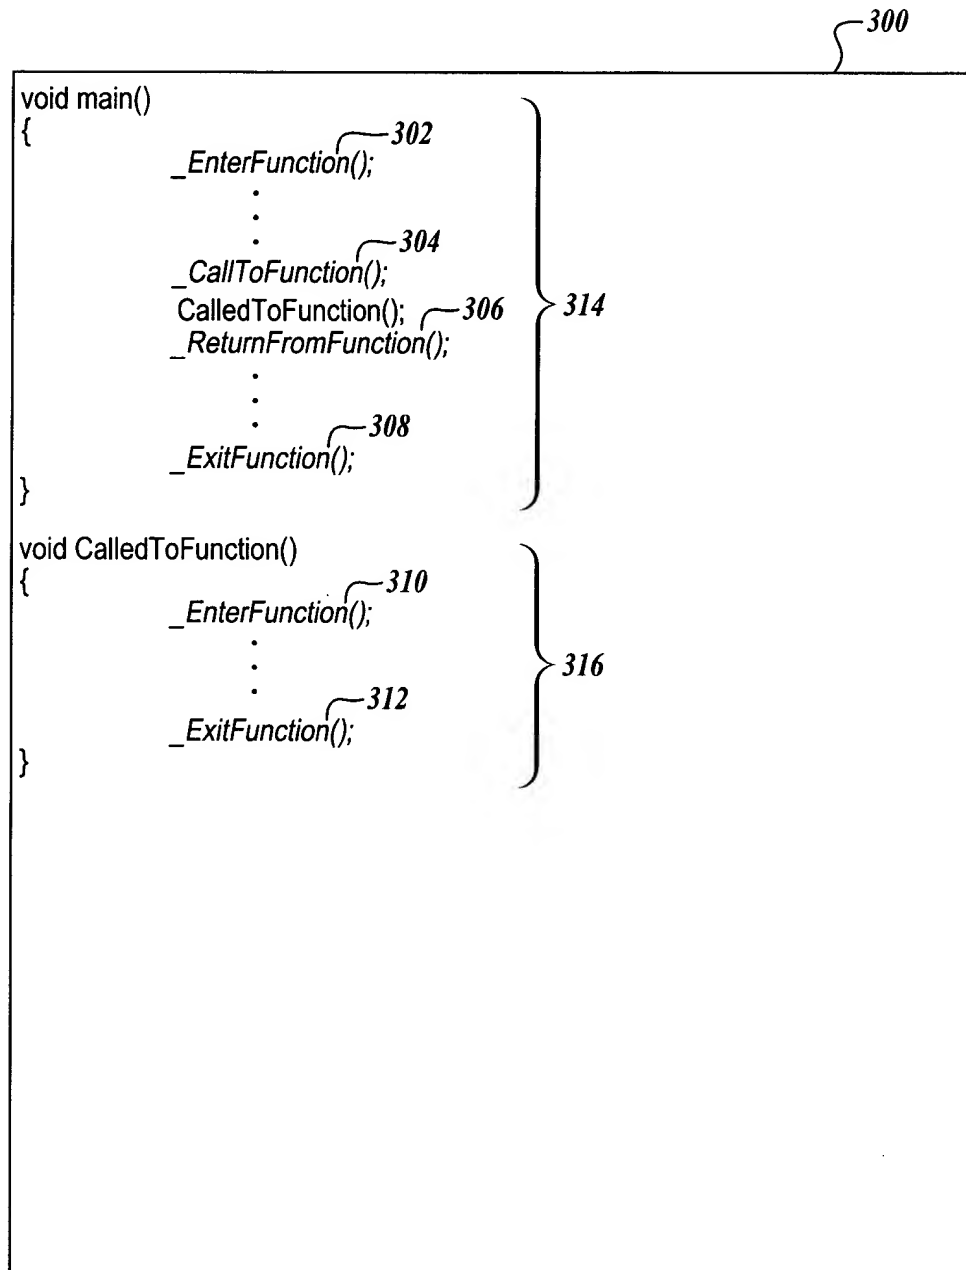 300
void main()
{
302
_EnterFunction();
.
.
.
304
_CallToFunction();
CalledToFunction(); 306
_ReturnFromFunction();
314
.
.
.
308
_ExitFunction();
}
void CalledToFunction()
{
310
_EnterFunction();
.
.
.
316
312
_ExitFunction();
}